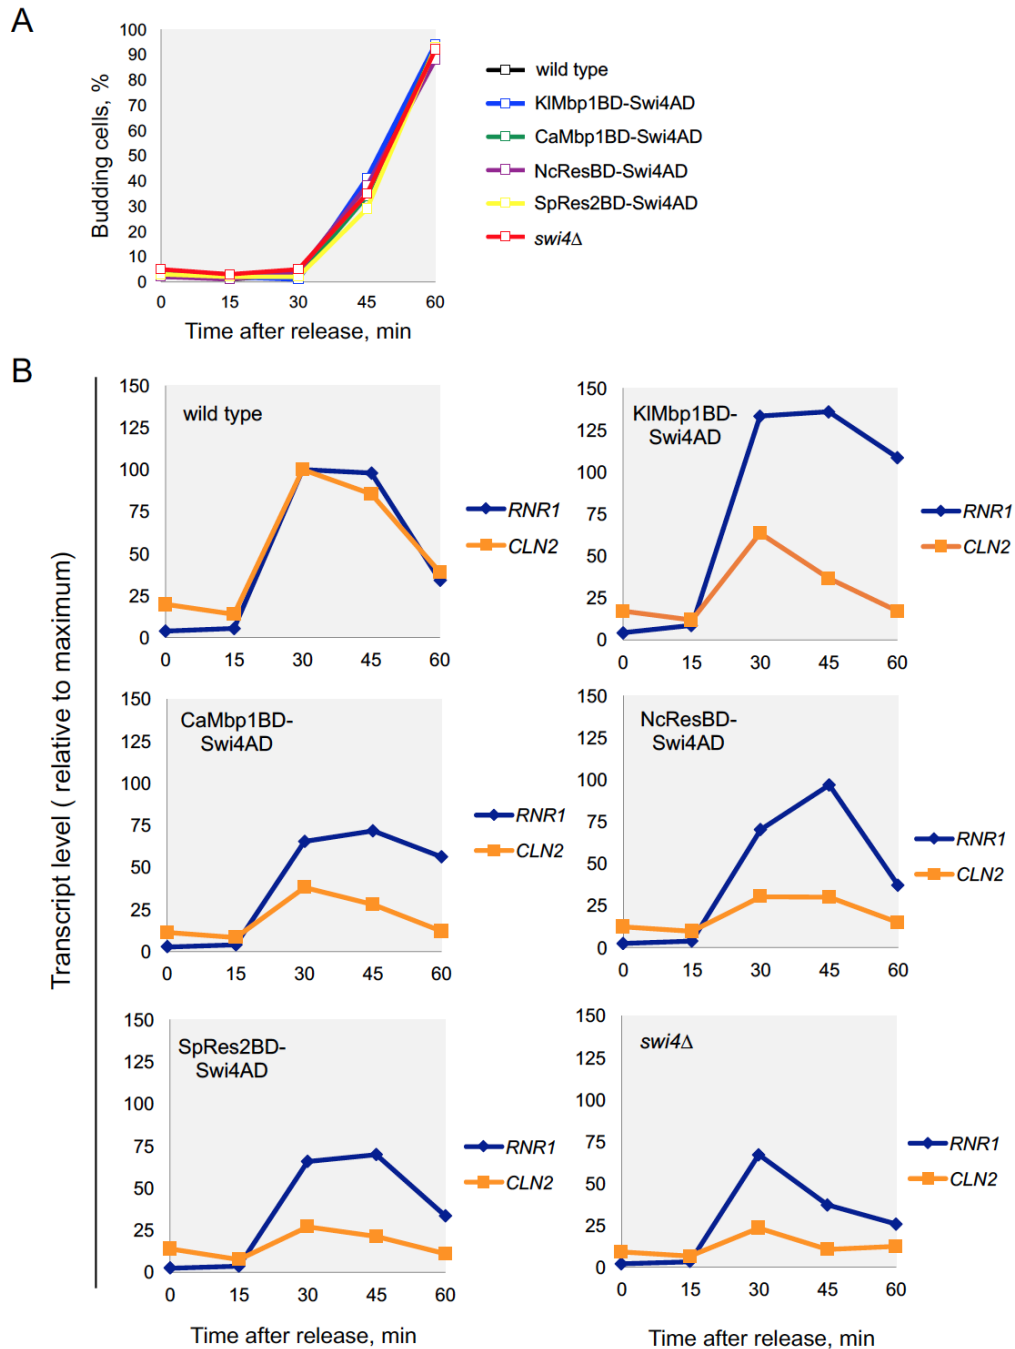 A
Budding cells, %
100
90
80
70
60
50
40
30
20
10
0
0 15 30 45 60
Time after release, min
wild type
KlMbp1BD-Swi4AD
CaMbp1BD-Swi4AD
NcResBD-Swi4AD
SpRes2BD-Swi4AD
swi4Δ
B
Transcript level ( relative to maximum)
150
125
100
75
50
25
0
wild type
0 15 30 45 60
RNR1
CLN2
150
125
100
75
50
25
0
KlMbp1BD-
Swi4AD
0 15 30 45 60
RNR1
CLN2
150
125
100
75
50
25
0
CaMbp1BD-
Swi4AD
0 15 30 45 60
RNR1
CLN2
150
125
100
75
50
25
0
NcResBD-
Swi4AD
0 15 30 45 60
RNR1
CLN2
150
125
100
75
50
25
0
SpRes2BD-
Swi4AD
0 15 30 45 60
RNR1
CLN2
Time after release, min
150
125
100
75
50
25
0
swi4Δ
0 15 30 45 60
RNR1
CLN2
Time after release, min